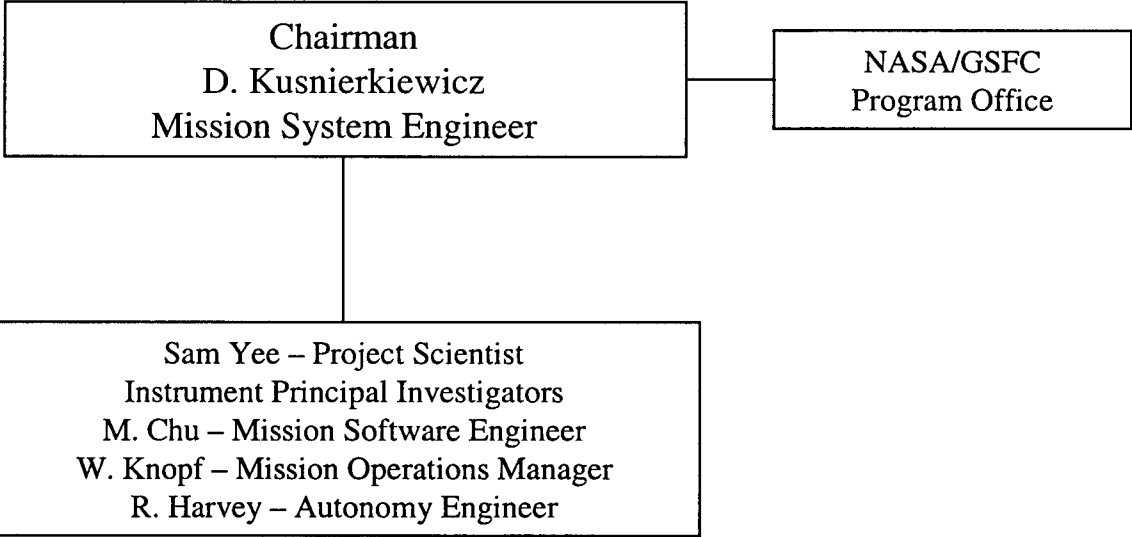 Chairman
D. Kusnierkiewicz
Mission System Engineer
NASA/GSFC
Program Office
Sam Yee – Project Scientist
Instrument Principal Investigators
M. Chu – Mission Software Engineer
W. Knopf – Mission Operations Manager
R. Harvey – Autonomy Engineer